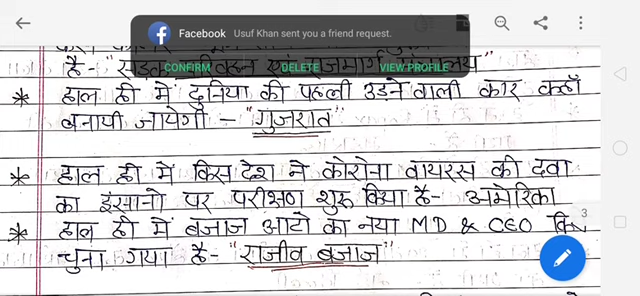 Facebook Usuf Khan sent you a friend request.
CONFIRM DELETE VIEW PROFILE
है- "सड़क
* हाल ही में दुनिया की पहली उड़ने वाली कार कहाँ
बनायी जायेगी - "गुजरात"
* हाल ही में किस देश ने कोरोना वायरस की दवा
का इंसानो पर परीक्षण शुरू किया है- अमेरिका
3
* हाल ही में बजाज आटो का नया MD & CEO
चुना गया है- "राजीव बजाज"